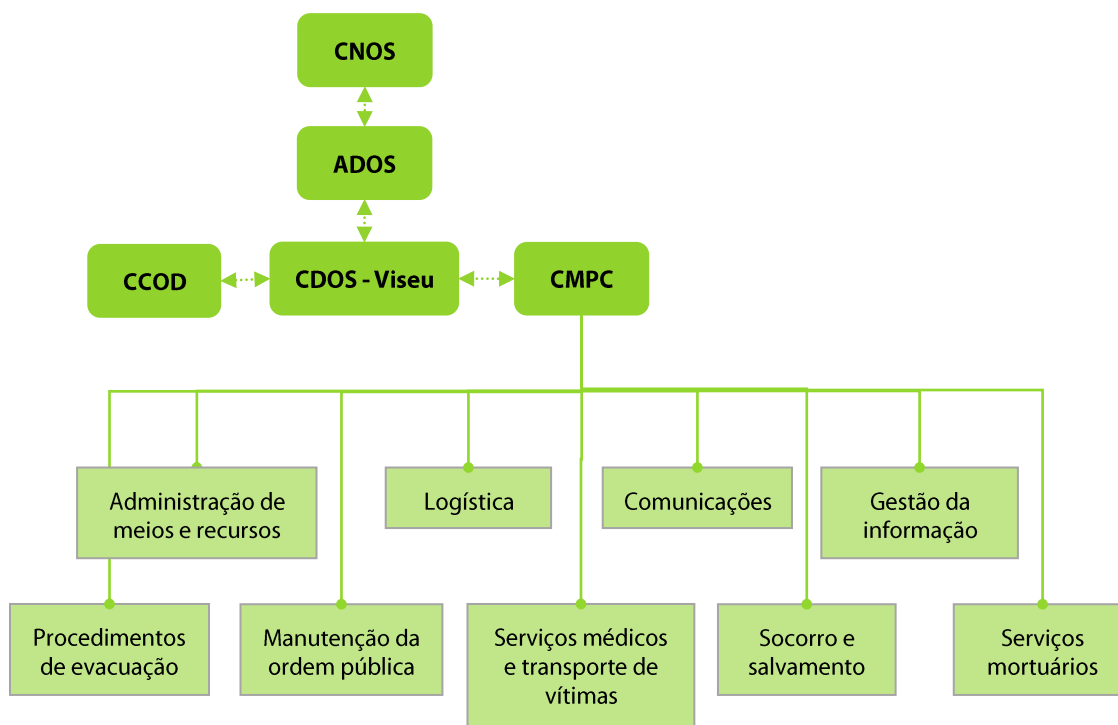 CNOS
ADOS
CCOD
CDOS - Viseu
CMPC
Administração de
meios e recursos
Logística
Comunicações
Gestão da
informação
Procedimentos
de evacuação
Manutenção da
ordem pública
Serviços médicos
e transporte de
vítimas
Socorro e
salvamento
Serviços
mortuários